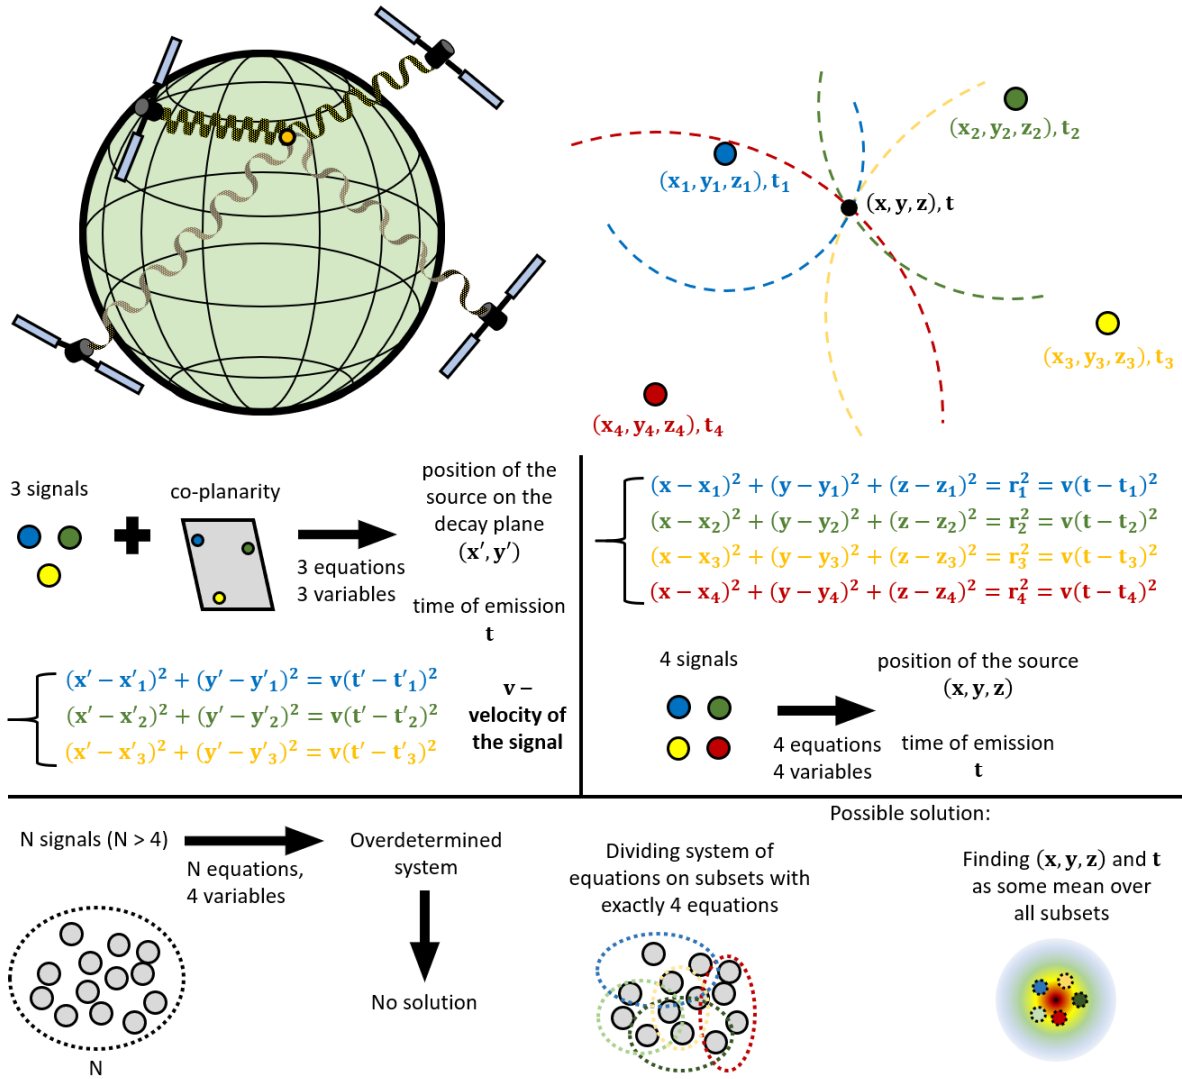 (x₁, y₁, z₁), t₁
(x₂, y₂, z₂), t₂
(x, y, z), t
(x₃, y₃, z₃), t₃
(x₄, y₄, z₄), t₄
3 signals
co-planarity
3 equations
3 variables
position of the
source on the
decay plane
(x′, y′)
time of emission
t
(x′ − x′₁)² + (y′ − y′₁)² = v(t′ − t′₁)²
(x′ − x′₂)² + (y′ − y′₂)² = v(t′ − t′₂)²
(x′ − x′₃)² + (y′ − y′₃)² = v(t′ − t′₃)²
v –
velocity of
the signal
(x − x₁)² + (y − y₁)² + (z − z₁)² = r₁² = v(t − t₁)²
(x − x₂)² + (y − y₂)² + (z − z₂)² = r₂² = v(t − t₂)²
(x − x₃)² + (y − y₃)² + (z − z₃)² = r₃² = v(t − t₃)²
(x − x₄)² + (y − y₄)² + (z − z₄)² = r₄² = v(t − t₄)²
4 signals
4 equations
4 variables
position of the source
(x, y, z)
time of emission
t
N signals (N > 4)
N equations,
4 variables
Overdetermined
system
No solution
N
Possible solution:
Dividing system of
equations on subsets with
exactly 4 equations
Finding (x, y, z) and t
as some mean over
all subsets